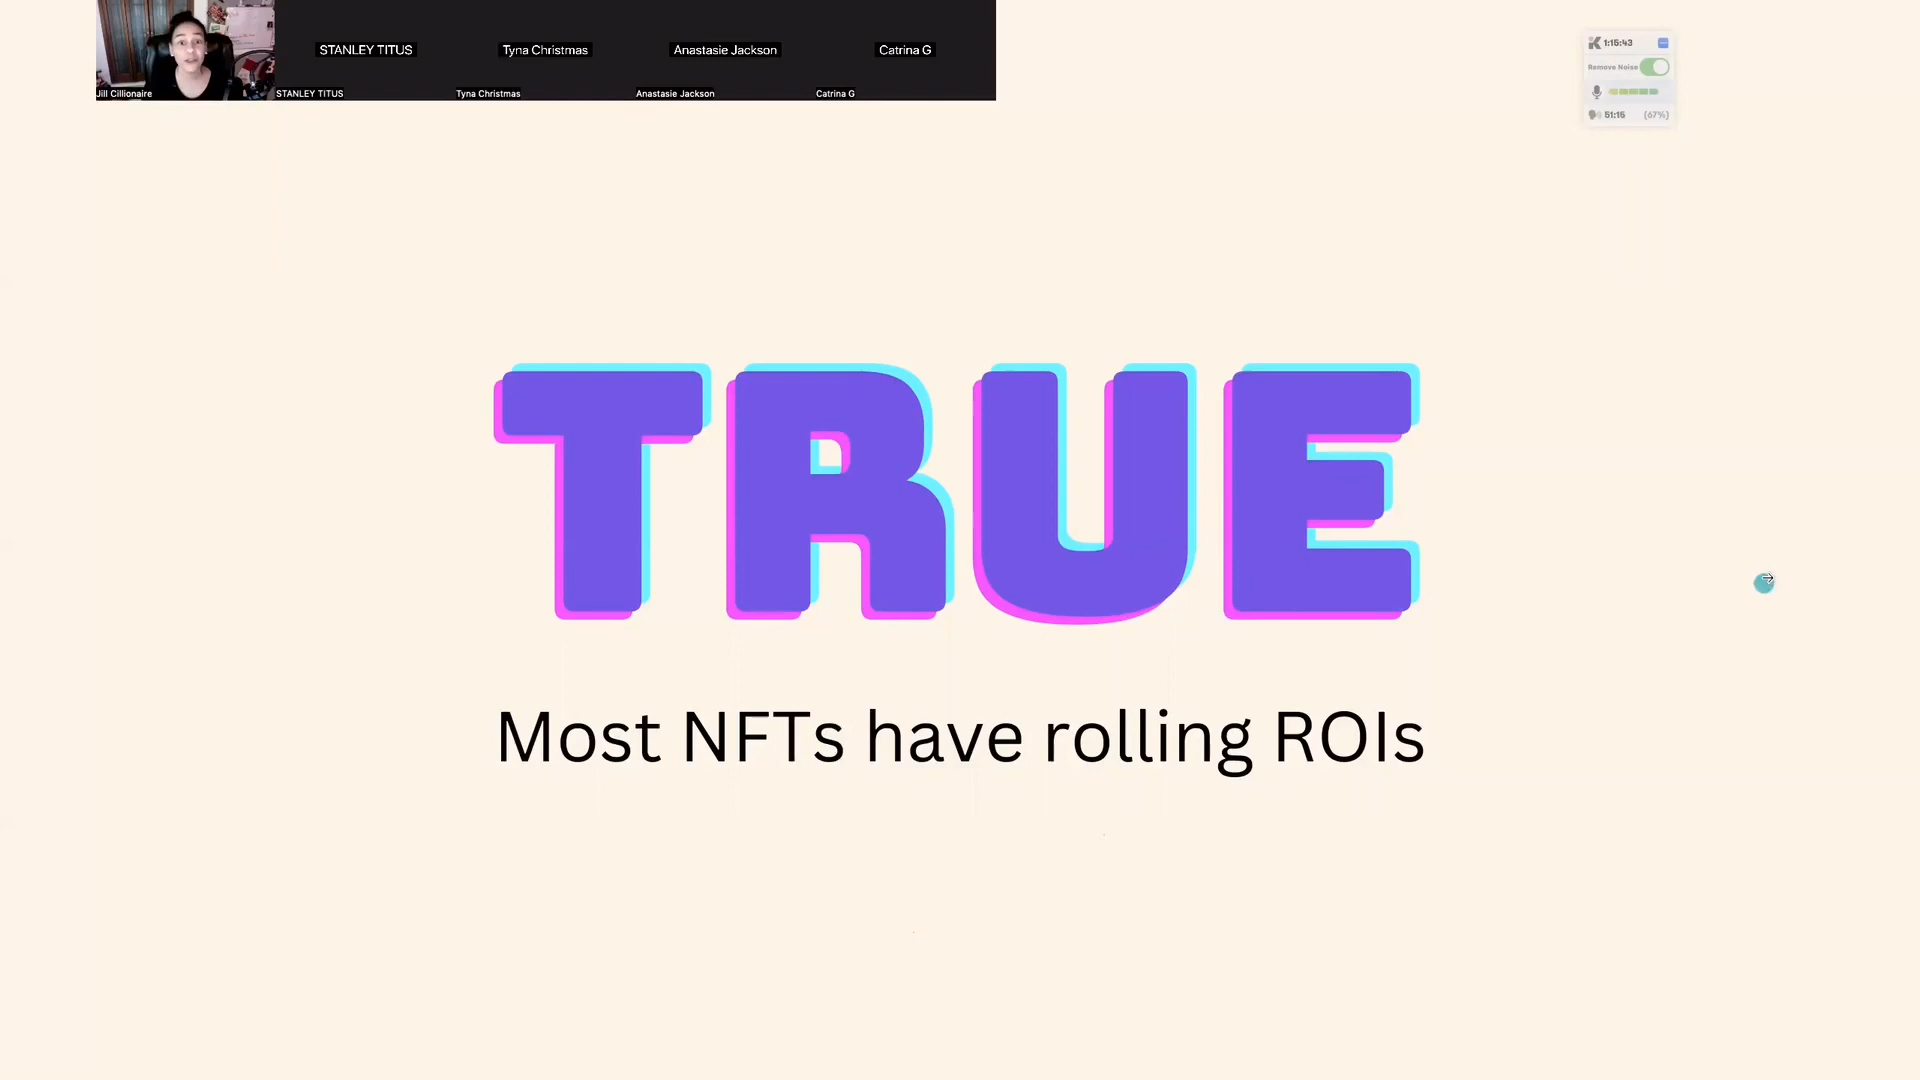 STANLEY TITUS
Tyna Christmas
Anastasie Jackson
Catrina G
Jill Cillionaire
STANLEY TITUS
Tyna Christmas
Anastasie Jackson
Catrina G
1:15:43
Remove Noise
51:15 (67%)
TRUE
Most NFTs have rolling ROIs